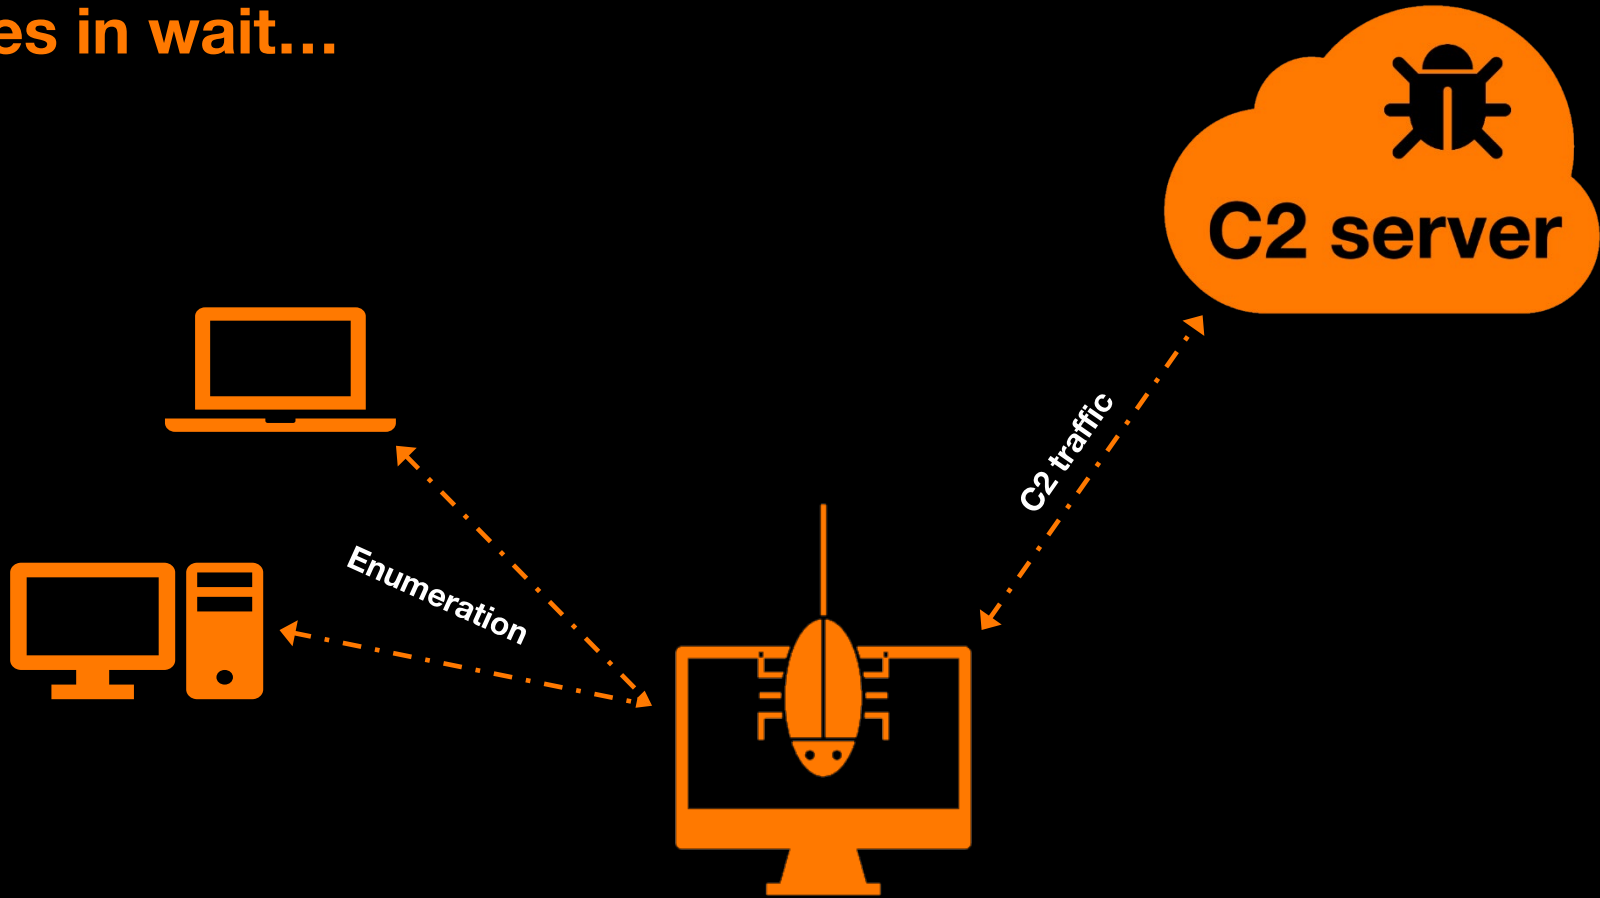 es in wait...
C2 server
C2 traffic
Enumeration